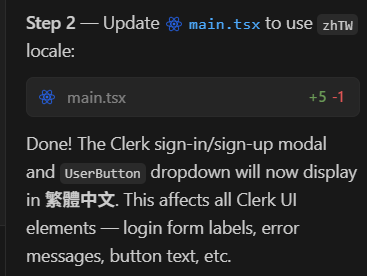 Step 2 — Update main.tsx to use zhTW
locale:
main.tsx +5 -1
Done! The Clerk sign-in/sign-up modal
and UserButton dropdown will now display
in 繁體中文. This affects all Clerk UI
elements — login form labels, error
messages, button text, etc.